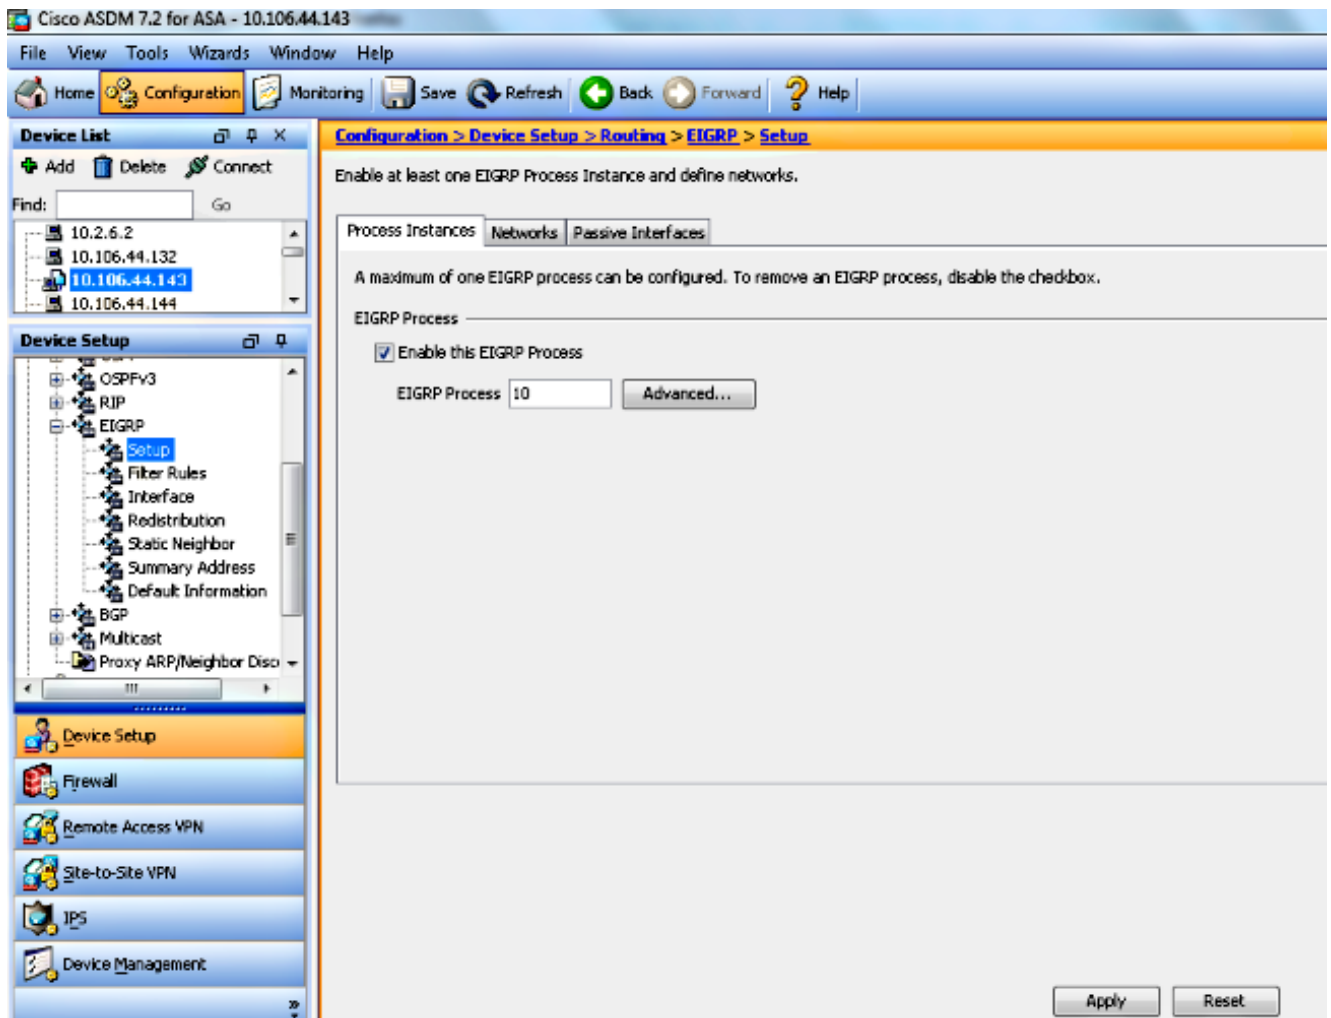 Cisco ASDM 7.2 for ASA - 10.106.44.143
File View Tools Wizards Window Help
Home Configuration Monitoring Save Refresh Back Forward Help
Device List
Add Delete Connect
Find: Go
10.2.6.2
10.106.44.132
10.106.44.143
10.106.44.144
Device Setup
OSPFv3
RIP
EIGRP
Setup
Filter Rules
Interface
Redistribution
Static Neighbor
Summary Address
Default Information
BGP
Multicast
Proxy ARP/Neighbor Disco
Device Setup
Firewall
Remote Access VPN
Site-to-Site VPN
IPS
Device Management
Configuration > Device Setup > Routing > EIGRP > Setup
Enable at least one EIGRP Process Instance and define networks.
Process Instances Networks Passive Interfaces
A maximum of one EIGRP process can be configured. To remove an EIGRP process, disable the checkbox.
EIGRP Process
Enable this EIGRP Process
EIGRP Process 10 Advanced...
Apply Reset